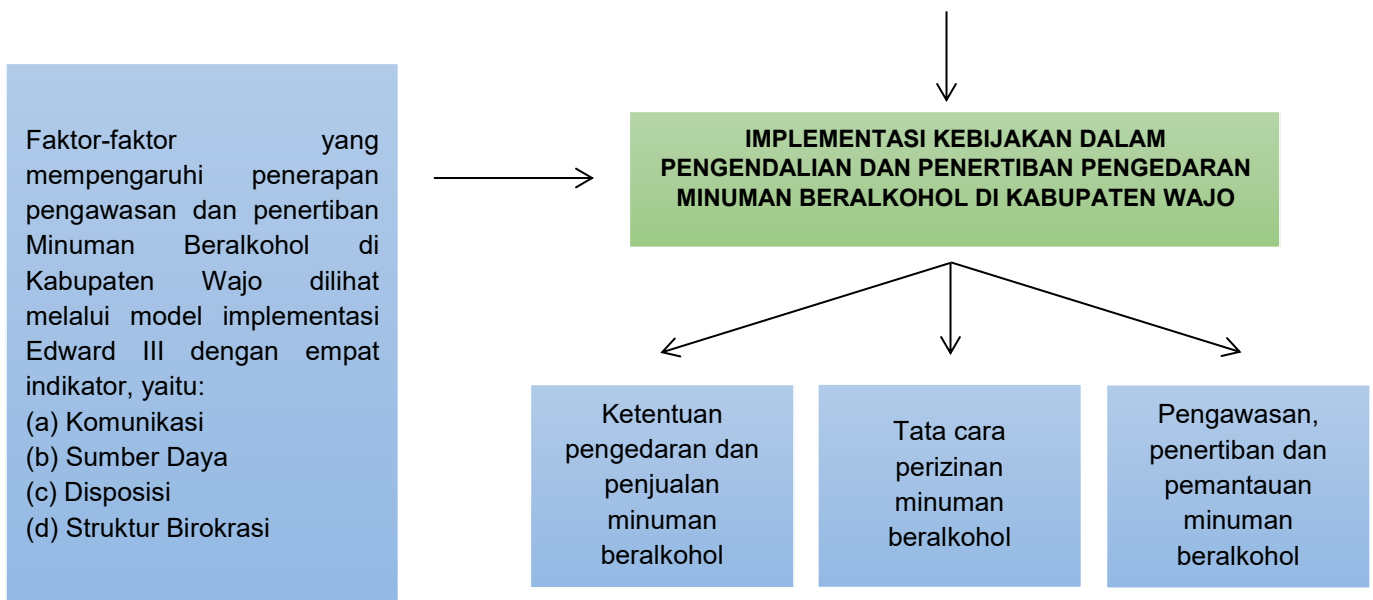 Faktor-faktor yang
mempengaruhi penerapan
pengawasan dan penertiban
Minuman Beralkohol di
Kabupaten Wajo dilihat
melalui model implementasi
Edward III dengan empat
indikator, yaitu:
(a) Komunikasi
(b) Sumber Daya
(c) Disposisi
(d) Struktur Birokrasi
IMPLEMENTASI KEBIJAKAN DALAM
PENGENDALIAN DAN PENERTIBAN PENGEDARAN
MINUMAN BERALKOHOL DI KABUPATEN WAJO
Ketentuan
pengedaran dan
penjualan
minuman
beralkohol
Tata cara
perizinan
minuman
beralkohol
Pengawasan,
penertiban dan
pemantauan
minuman
beralkohol